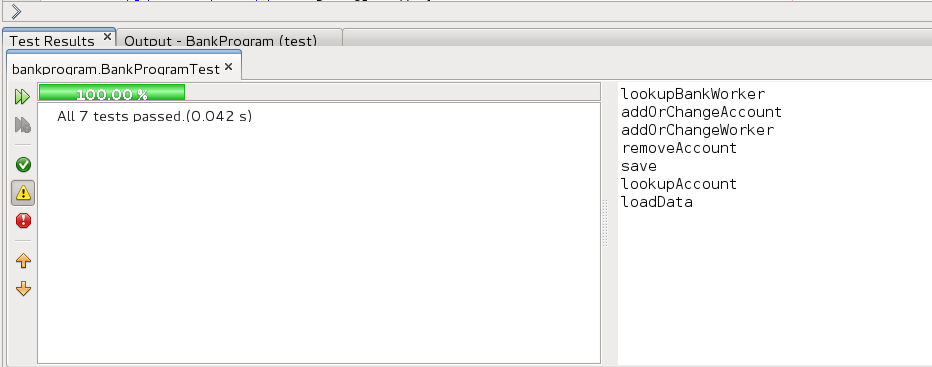 Test Results
Output - BankProgram (test)
bankprogram.BankProgramTest
100.00 %
All 7 tests passed.(0.042 s)
lookupBankWorker
addOrChangeAccount
addOrChangeWorker
removeAccount
save
lookupAccount
loadData